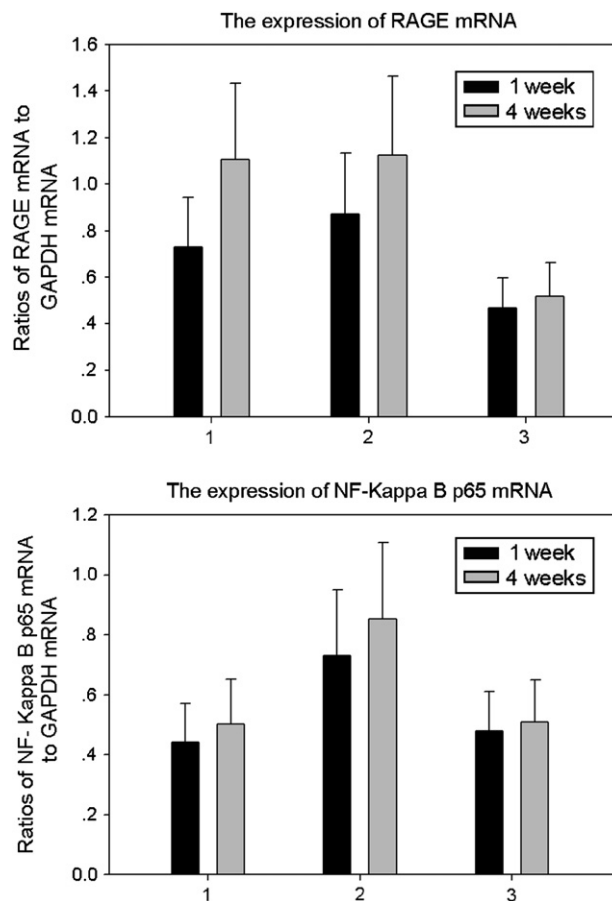 The expression of RAGE mRNA
Ratios of RAGE mRNA to
GAPDH mRNA
1.6
1.4
1.2
1.0
.8
.6
.4
.2
0.0
1 week
4 weeks
1
2
3
The expression of NF-Kappa B p65 mRNA
Ratios of NF- Kappa B p65 mRNA
to GAPDH mRNA
1.2
1.0
.8
.6
.4
.2
0.0
1 week
4 weeks
1
2
3